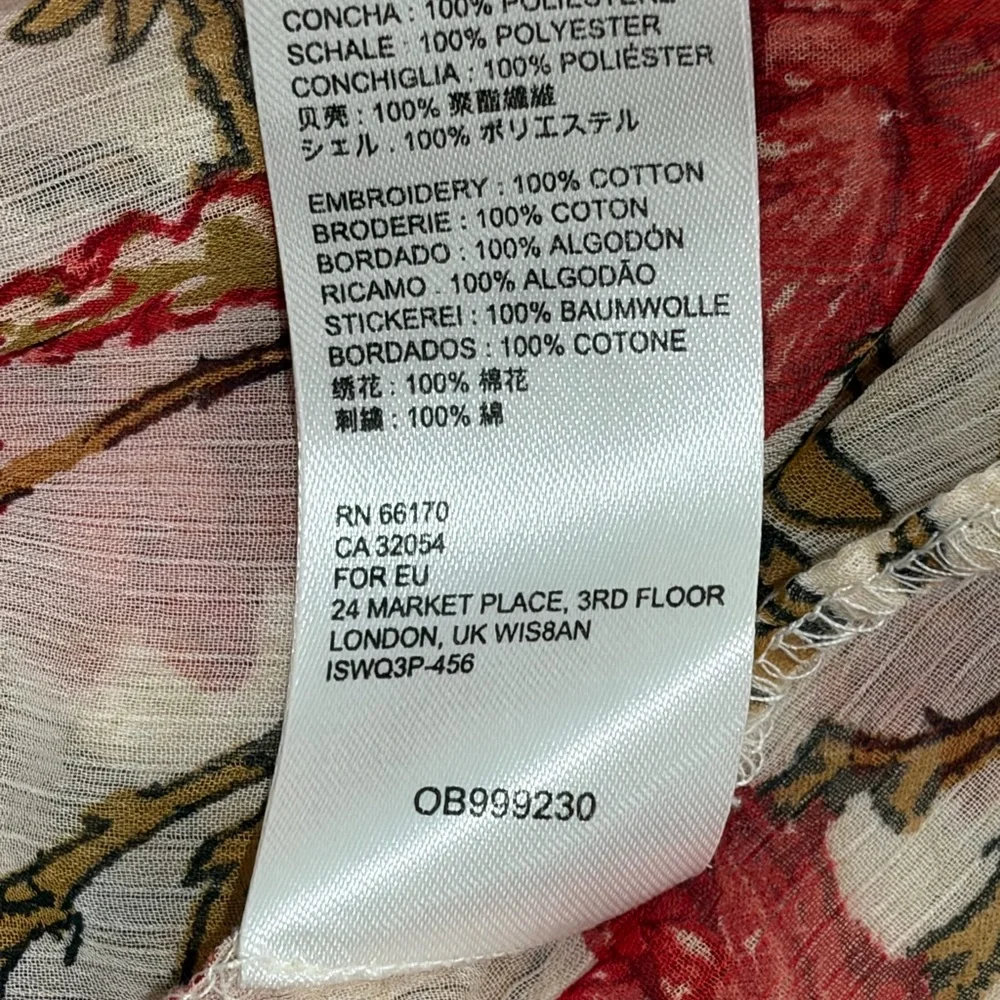 CONCHA : 100% POLIÉSTERE
SCHALE : 100% POLYESTER
CONCHIGLIA : 100% POLIÉSTER
贝壳 : 100% 聚酯纖維
シェル . 100% ポリエステル
EMBROIDERY : 100% COTTON
BRODERIE : 100% COTON
BORDADO : 100% ALGODÓN
RICAMO . 100% ALGODÃO
STICKEREI : 100% BAUMWOLLE
BORDADOS : 100% COTONE
绣花 : 100% 棉花
刺繍 : 100% 綿
RN 66170
CA 32054
FOR EU
24 MARKET PLACE, 3RD FLOOR
LONDON, UK WIS8AN
ISWQ3P-456
OB999230